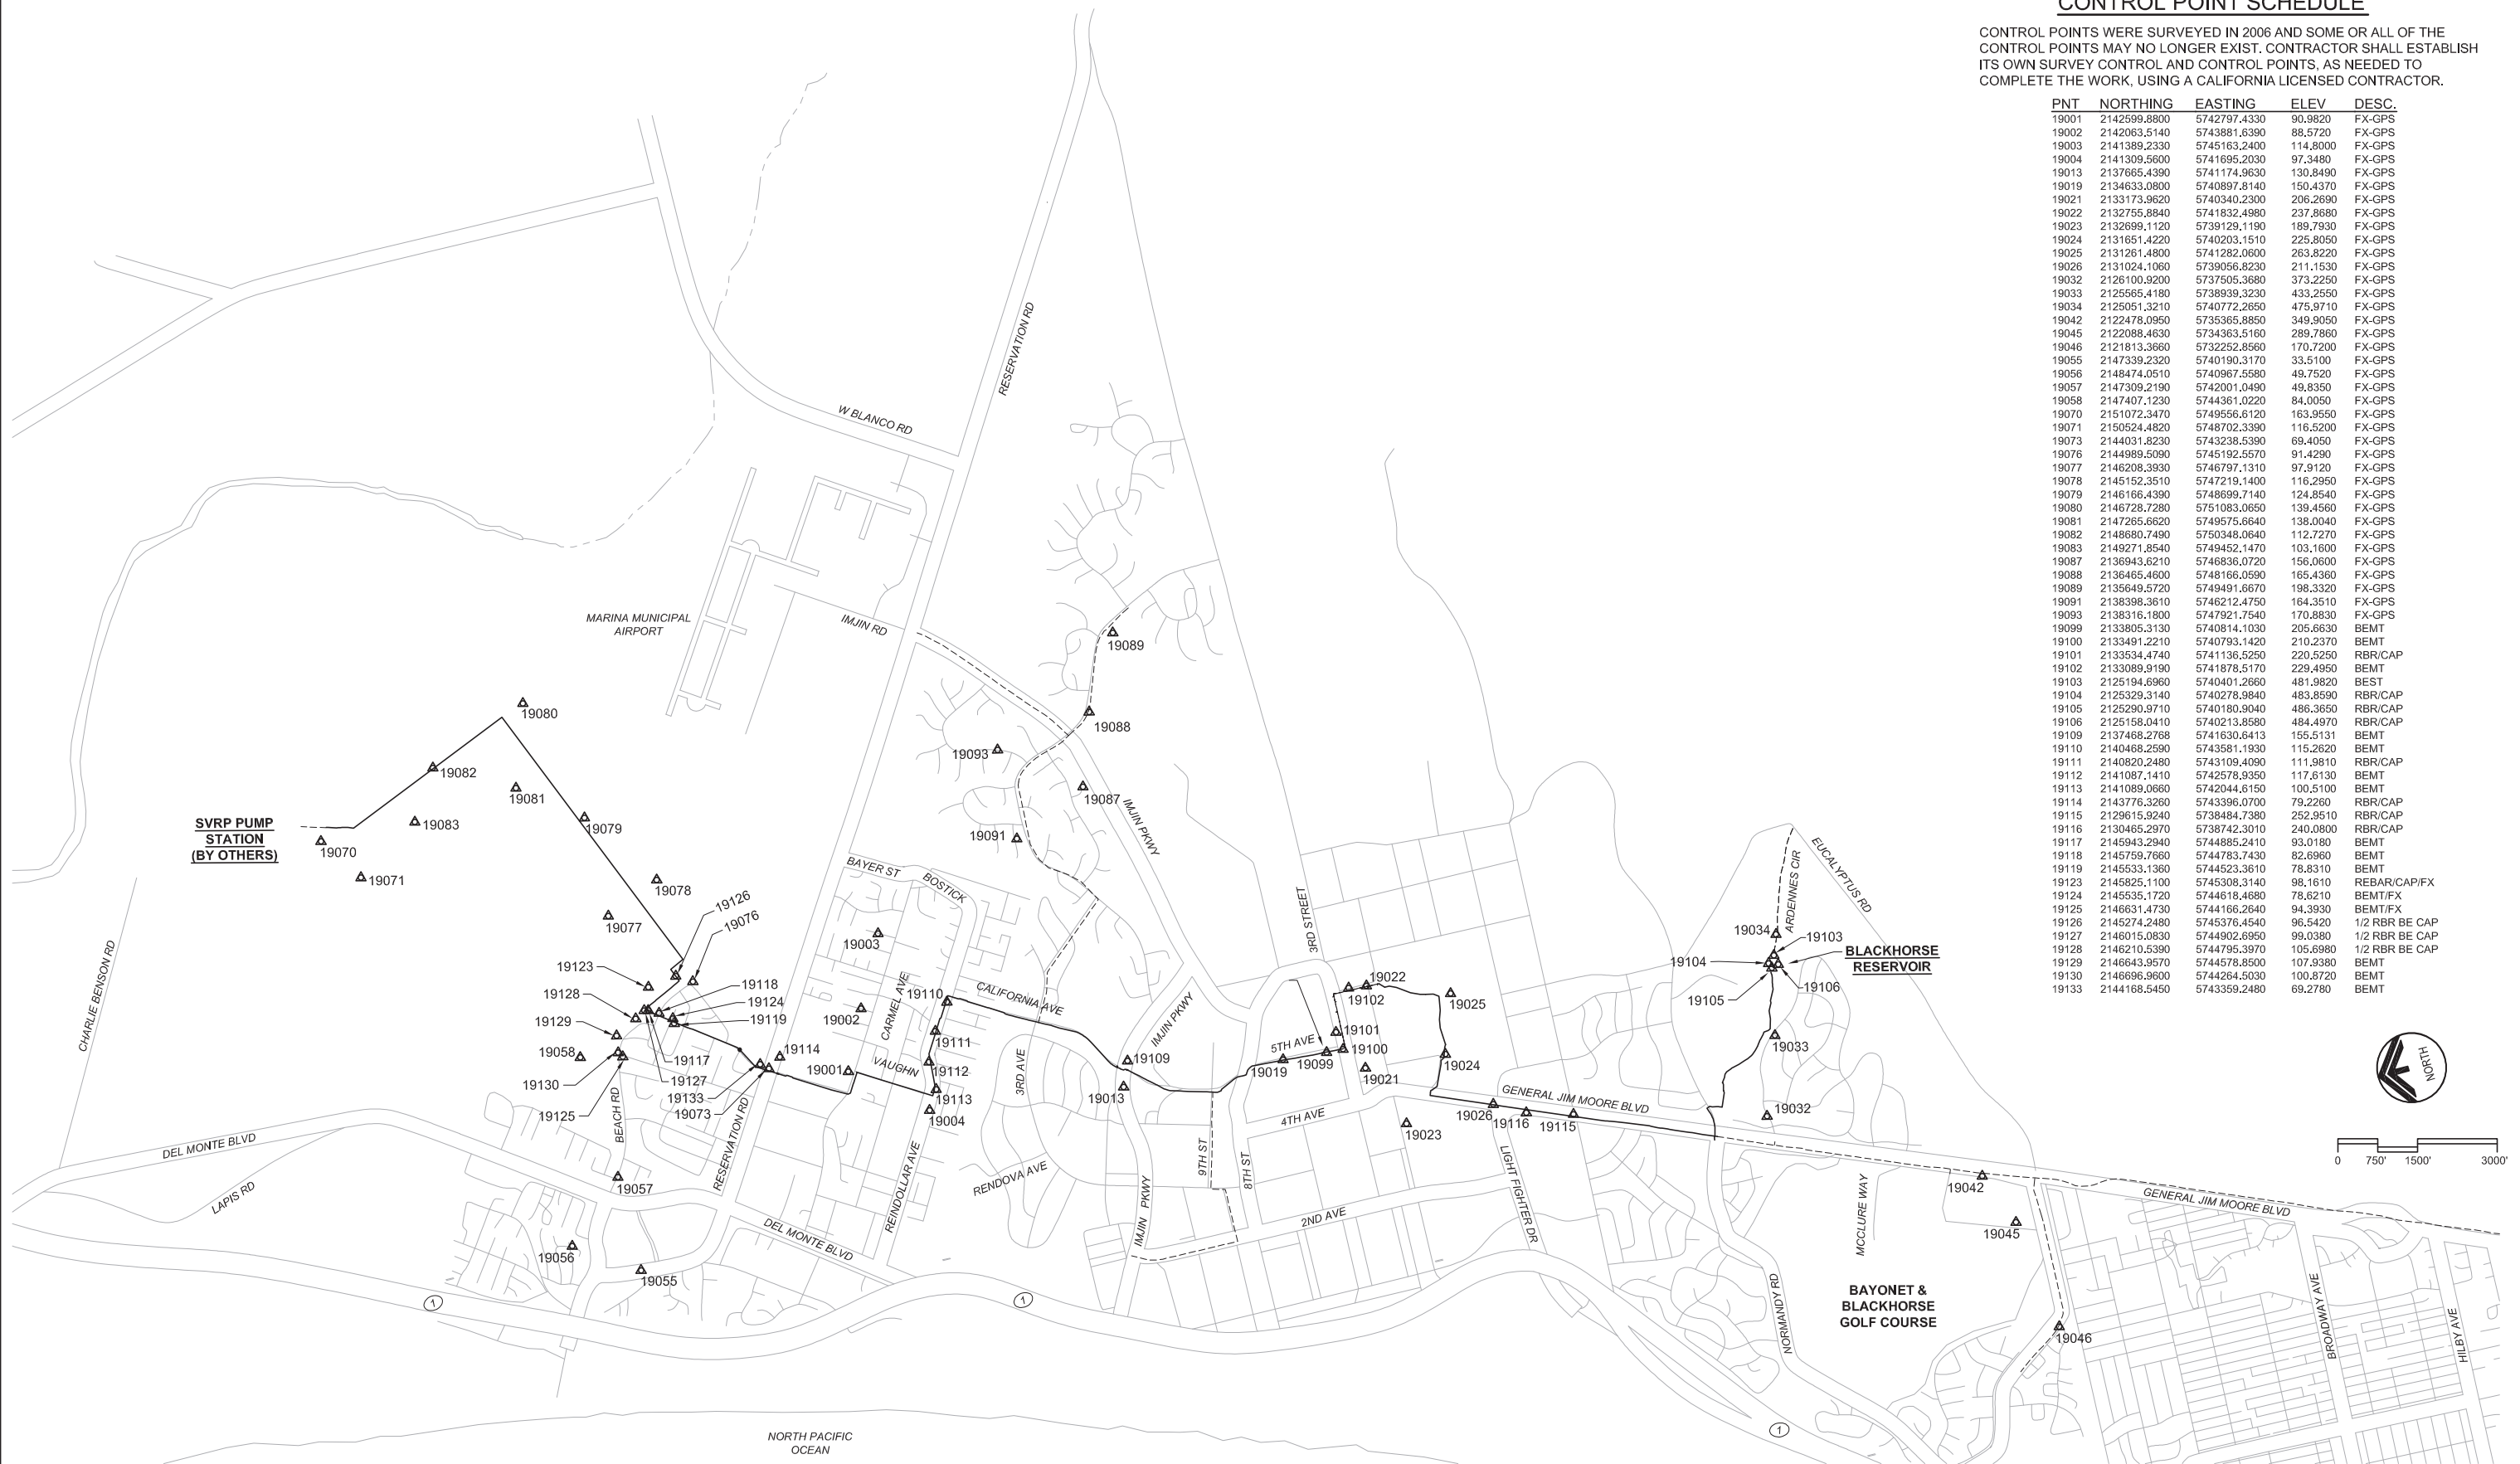 CONTROL POINT SCHEDULE
CONTROL POINTS WERE SURVEYED IN 2006 AND SOME OR ALL OF THE
CONTROL POINTS MAY NO LONGER EXIST. CONTRACTOR SHALL ESTABLISH
ITS OWN SURVEY CONTROL AND CONTROL POINTS, AS NEEDED TO
COMPLETE THE WORK, USING A CALIFORNIA LICENSED CONTRACTOR.
PNT NORTHING EASTING ELEV DESC.
19001 2142599.8800 5742797.4330 90.9820 FX-GPS
19002 2142063.5140 5743881.6390 88.5720 FX-GPS
19003 2141389.2330 5745163.2400 114.8000 FX-GPS
19004 2141309.5600 5741695.2030 97.3480 FX-GPS
19013 2137665.4390 5741174.9630 130.8490 FX-GPS
19019 2134633.0800 5740897.8140 150.4370 FX-GPS
19021 2133173.9620 5740340.2300 206.2690 FX-GPS
19022 2132755.8840 5741832.4980 237.8680 FX-GPS
19023 2132699.1120 5739129.1190 189.7930 FX-GPS
19024 2131651.4220 5740203.1510 225.8050 FX-GPS
19025 2131261.4800 5741282.0600 263.8220 FX-GPS
19026 2131024.1060 5739056.8230 211.1530 FX-GPS
19032 2126100.9200 5737505.3680 373.2250 FX-GPS
19033 2125565.4180 5738939.3230 433.2550 FX-GPS
19034 2125051.3210 5740772.2650 475.9710 FX-GPS
19042 2122478.0950 5735365.8850 349.9050 FX-GPS
19045 2122088.4630 5734363.5160 289.7860 FX-GPS
19046 2121813.3660 5732252.8560 170.7200 FX-GPS
19055 2147339.2320 5740190.3170 33.5100 FX-GPS
19056 2148474.0510 5740967.5580 49.7520 FX-GPS
19057 2147309.2190 5742001.0490 49.8350 FX-GPS
19058 2147407.1230 5744361.0220 84.0050 FX-GPS
19070 2151072.3470 5749556.6120 163.9550 FX-GPS
19071 2150524.4820 5748702.3390 116.5200 FX-GPS
19073 2144031.8230 5743238.5390 69.4050 FX-GPS
19076 2144989.5090 5745192.5570 91.4290 FX-GPS
19077 2146208.3930 5746797.1310 97.9120 FX-GPS
19078 2145152.3510 5747219.1400 116.2950 FX-GPS
19079 2146166.4390 5748699.7140 124.8540 FX-GPS
19080 2146728.7280 5751083.0650 139.4560 FX-GPS
19081 2147265.6620 5749575.6640 138.0040 FX-GPS
19082 2148680.7490 5750348.0640 112.7270 FX-GPS
19083 2149271.8540 5749452.1470 103.1600 FX-GPS
19087 2136943.6210 5746836.0720 156.0600 FX-GPS
19088 2136465.4600 5748166.0590 165.4360 FX-GPS
19089 2135649.5720 5749491.6670 198.3320 FX-GPS
19091 2138398.3610 5746212.4750 164.3510 FX-GPS
19093 2138316.1800 5747921.7540 170.8830 FX-GPS
19099 2133805.3130 5740814.1030 205.6630 BEMT
19100 2133491.2210 5740793.1420 210.2370 BEMT
19101 2133534.4740 5741136.5250 220.5250 RBR/CAP
19102 2133089.9190 5741878.5170 229.4950 BEMT
19103 2125194.6960 5740401.2660 481.9820 BEST
19104 2125329.3140 5740278.9840 483.8590 RBR/CAP
19105 2125290.9710 5740180.9040 486.3650 RBR/CAP
19106 2125158.0410 5740213.8580 484.4970 RBR/CAP
19109 2137468.2768 5741630.6413 155.5131 BEMT
19110 2140468.2590 5743581.1930 115.2620 BEMT
19111 2140820.2480 5743109.4090 111.9810 RBR/CAP
19112 2141087.1410 5742578.9350 117.6130 BEMT
19113 2141089.0660 5742044.6150 100.5100 BEMT
19114 2143776.3260 5743396.0700 79.2260 RBR/CAP
19115 2129615.9240 5738484.7380 252.9510 RBR/CAP
19116 2130465.2970 5738742.3010 240.0800 RBR/CAP
19117 2145943.2940 5744885.2410 93.0180 BEMT
19118 2145759.7660 5744783.7430 82.6960 BEMT
19119 2145533.1360 5744523.3610 78.8310 BEMT
19123 2145825.1100 5745308.3140 98.1610 REBAR/CAP/FX
19124 2145535.1720 5744618.4680 78.6210 BEMT/FX
19125 2146631.4730 5744166.2640 94.3930 BEMT/FX
19126 2145274.2480 5745376.4540 96.5420 1/2 RBR BE CAP
19127 2146015.0830 5744902.6950 99.0380 1/2 RBR BE CAP
19128 2146210.5390 5744795.3970 105.6980 1/2 RBR BE CAP
19129 2146643.9570 5744578.8500 107.9380 BEMT
19130 2146696.9600 5744264.5030 100.8720 BEMT
19133 2144168.5450 5743359.2480 69.2780 BEMT
RESERVATION RD
W BLANCO RD
MARINA MUNICIPAL
AIRPORT
IMJIN RD
19089
19080
19088
19093
19082
19081
19087
19083
19079
IMJIN PKWY
19091
SVRP PUMP
STATION
(BY OTHERS)
19070
19071
19078
BAYER ST
BOSTICK
ARDENNES CIR
EUCALYPTUS RD
3RD STREET
19126
19076
19077
19003
19034
19103
BLACKHORSE
RESERVOIR
19104
19106
19105
CHARLIE BENSON RD
19123
19118
19128
19124
19119
19129
19058
19130
19125
19117
19127
19133
19073
19114
19001
19002
CARMEL AVE
19110
CALIFORNIA AVE
19111
VAUGHN
19112
19113
19004
3RD AVE
IMJIN PKWY
19109
19013
19022
19102
19025
19101
5TH AVE
19100
19019
19099
19021
19024
19033
NORTH
GENERAL JIM MOORE BLVD
19026
19116
19115
19032
19023
4TH AVE
0 750' 1500' 3000'
DEL MONTE BLVD
BEACH RD
RESERVATION RD
REINDOLLAR AVE
RENDOVA AVE
9TH ST
8TH ST
LIGHT FIGHTER DR
19057
LAPIS RD
19042
GENERAL JIM MOORE BLVD
MCCLURE WAY
19045
2ND AVE
IMJIN PKWY
DEL MONTE BLVD
19056
19055
1
1
NORMANDY RD
BAYONET &
BLACKHORSE
GOLF COURSE
19046
BROADWAY AVE
HILBY AVE
1
NORTH PACIFIC
OCEAN